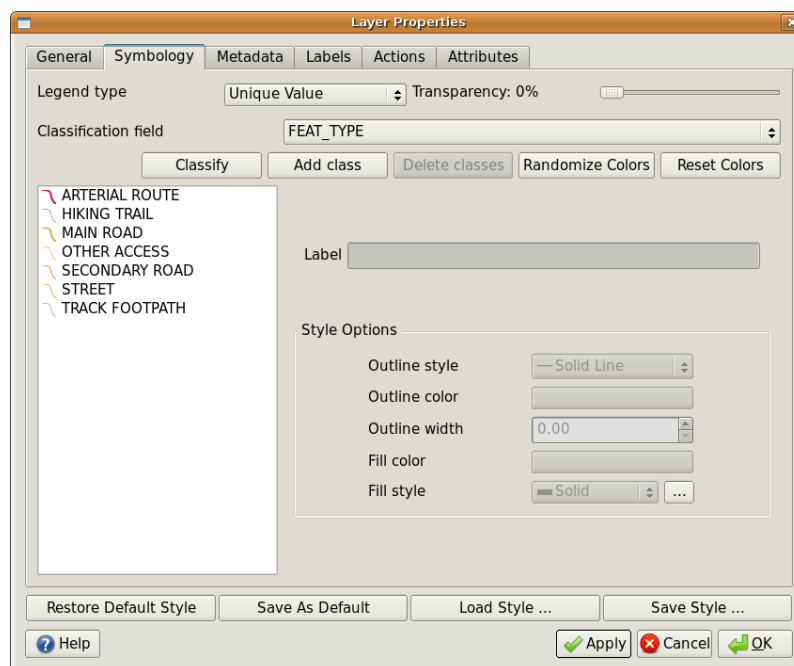 Layer Properties
General Symbology Metadata Labels Actions Attributes
Legend type Unique Value Transparency: 0%
Classification field FEAT_TYPE
Classify Add class Delete classes Randomize Colors Reset Colors
ARTERIAL ROUTE
HIKING TRAIL
MAIN ROAD
OTHER ACCESS
SECONDARY ROAD
STREET
TRACK FOOTPATH
Label
Style Options
Outline style Solid Line
Outline color
Outline width 0.00
Fill color
Fill style Solid ...
Restore Default Style Save As Default Load Style ... Save Style ...
Help Apply Cancel OK